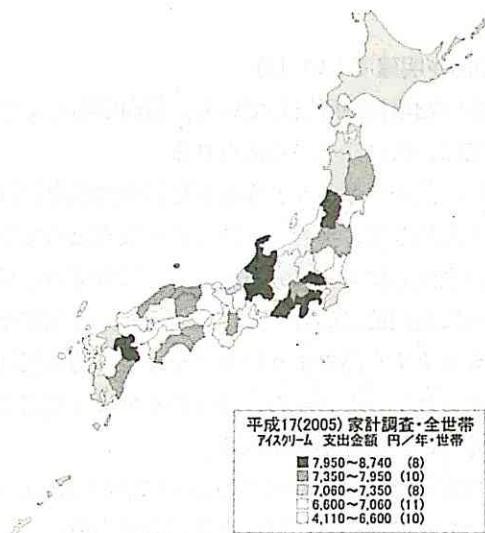 平成17(2005) 家計調査・全世帯
アイスクリーム 支出金額 円/年・世帯
7,950～8,740 (8)
7,350～7,950 (10)
7,060～7,350 (8)
6,600～7,060 (11)
4,110～6,600 (10)